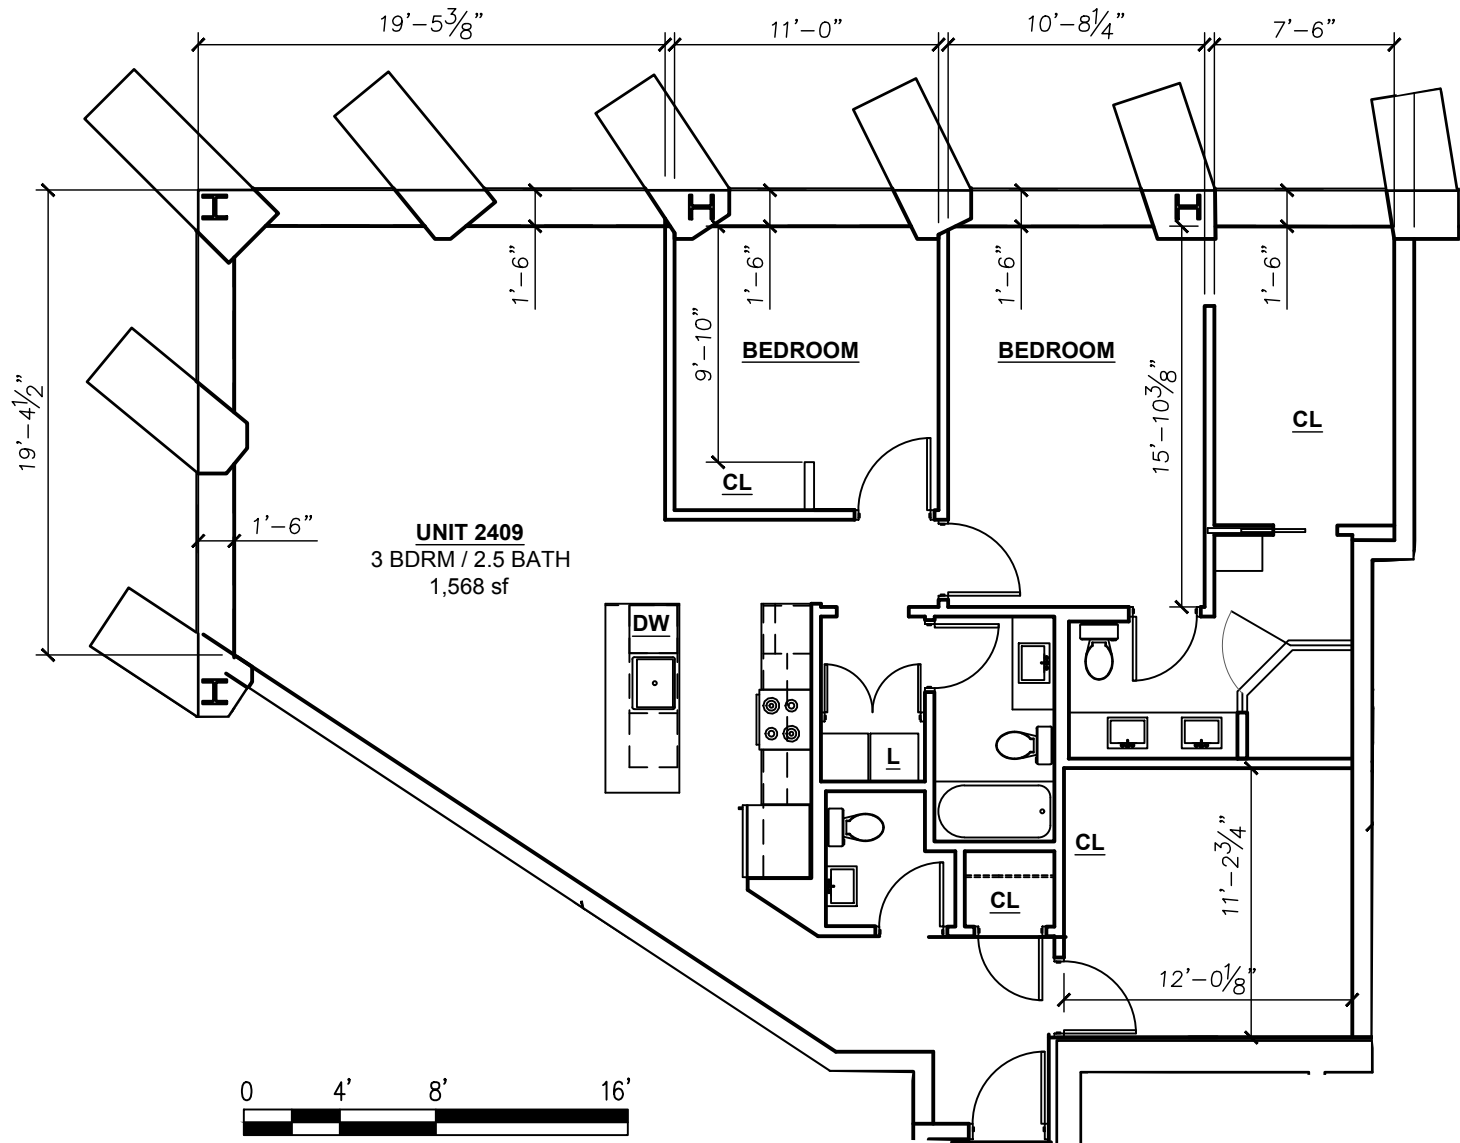 19'-5 3/8"
11'-0"
10'-8 1/4"
7'-6"
1'-6"
1'-6"
1'-6"
1'-6"
9'-10"
BEDROOM
BEDROOM
15'-10 3/8"
19'-4 1/2"
CL
CL
1'-6"
UNIT 2409
3 BDRM / 2.5 BATH
1,568 sf
DW
L
CL
11'-2 3/4"
CL
12'-0 1/8"
0 4' 8' 16'